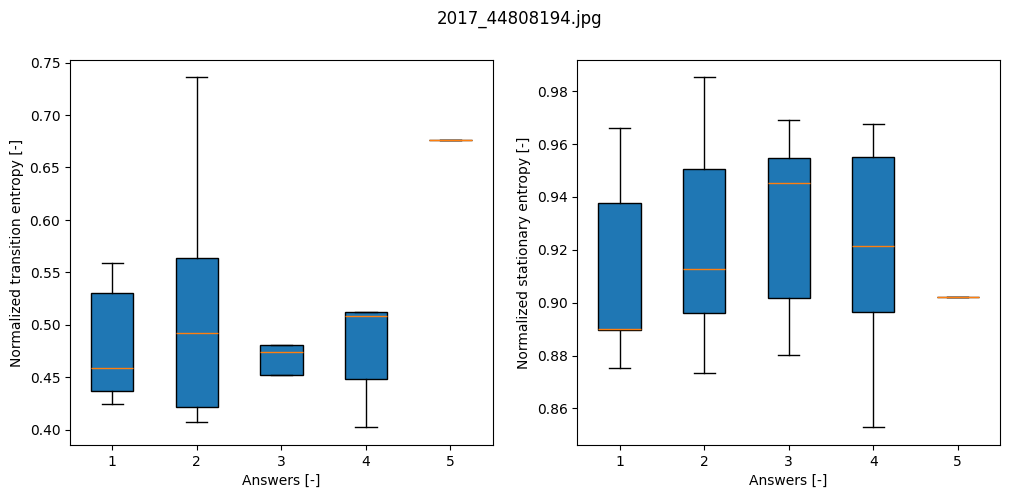 2017_44808194.jpg
Normalized transition entropy [-]
0.75
0.70
0.65
0.60
0.55
0.50
0.45
0.40
1 2 3 4 5
Answers [-]
Normalized stationary entropy [-]
0.98
0.96
0.94
0.92
0.90
0.88
0.86
1 2 3 4 5
Answers [-]